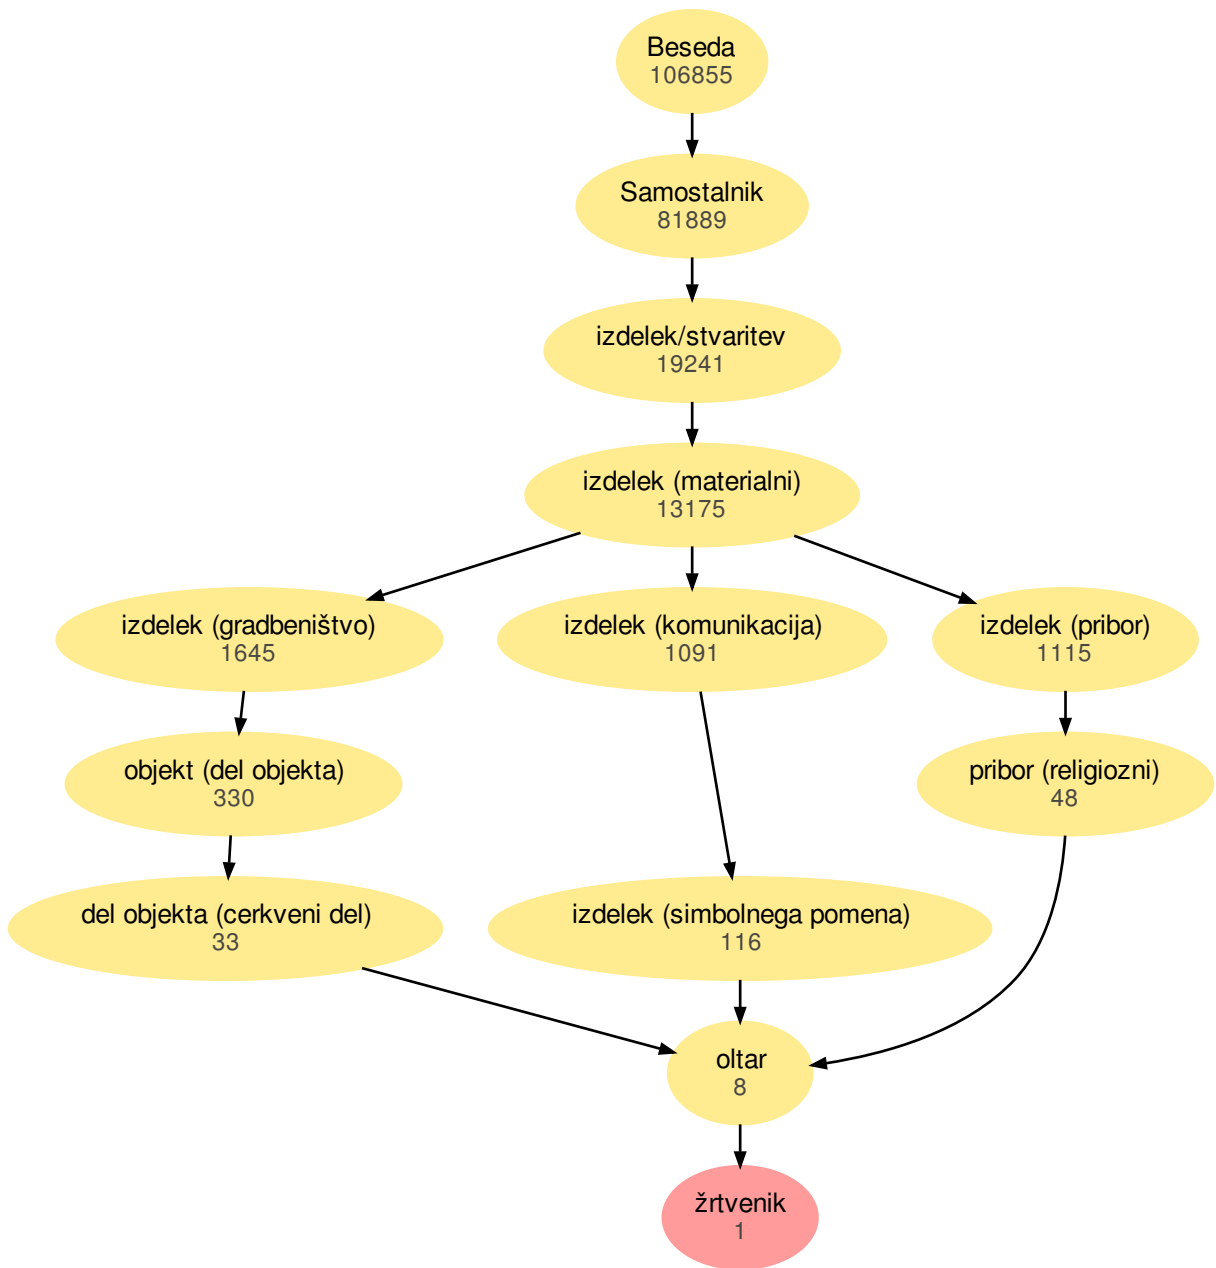 Beseda
106855
Samostalnik
81889
izdelek/stvaritev
19241
izdelek (materialni)
13175
izdelek (gradbeništvo)
1645
izdelek (komunikacija)
1091
izdelek (pribor)
1115
objekt (del objekta)
330
pribor (religiozni)
48
del objekta (cerkveni del)
33
izdelek (simbolnega pomena)
116
oltar
8
žrtvenik
1